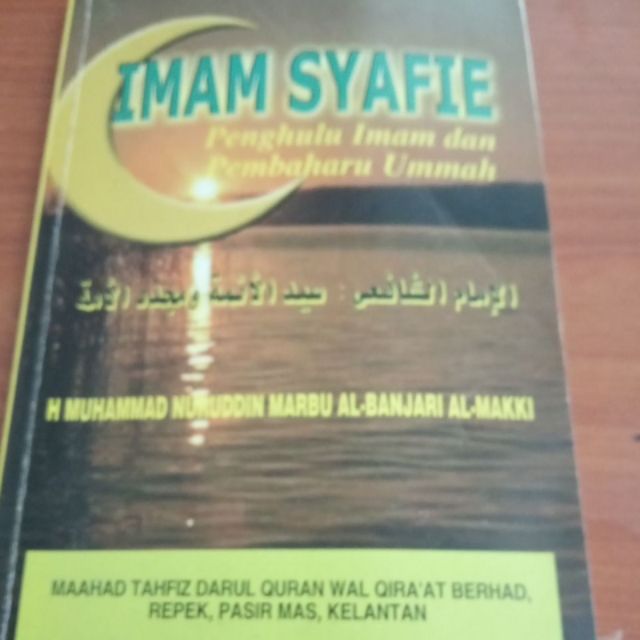 IMAM SYAFIE
Penghulu Imam dan
Pembaharu Ummah
الإمام الشافعي : سيد الأئمة ومجدد الأمة
H MUHAMMAD NURUDDIN MARBU AL-BANJARI AL-MAKKI
MAAHAD TAHFIZ DARUL QURAN WAL QIRA'AT BERHAD,
REPEK, PASIR MAS, KELANTAN